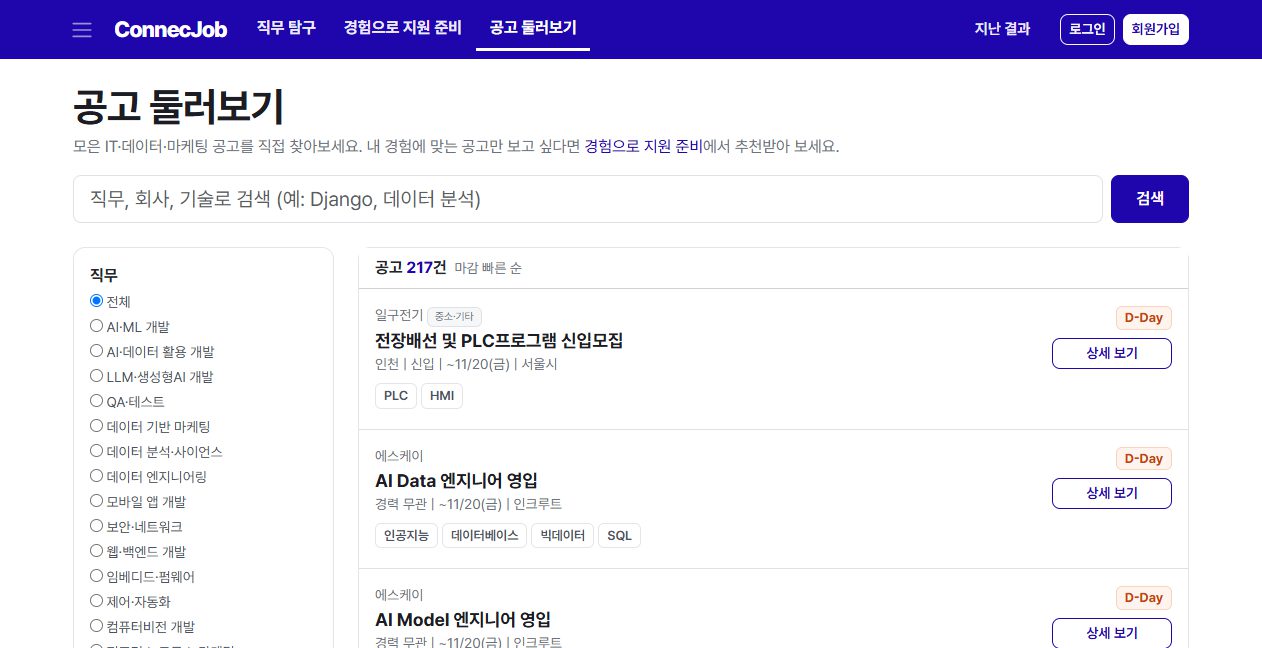 ConnecJob 직무 탐구 경험으로 지원 준비 공고 둘러보기 지난 결과 로그인 회원가입
공고 둘러보기
모은 IT·데이터·마케팅 공고를 직접 찾아보세요. 내 경험에 맞는 공고만 보고 싶다면 경험으로 지원 준비에서 추천받아 보세요.
직무, 회사, 기술로 검색 (예: Django, 데이터 분석) 검색
직무
전체
AI·ML 개발
AI·데이터 활용 개발
LLM·생성형AI 개발
QA·테스트
데이터 기반 마케팅
데이터 분석·사이언스
데이터 엔지니어링
모바일 앱 개발
보안·네트워크
웹·백엔드 개발
임베디드·펌웨어
제어·자동화
컴퓨터비전 개발
공고 217건 마감 빠른 순
일구전기 중소·기타 D-Day
전장배선 및 PLC프로그램 신입모집
인천 | 신입 | ~11/20(금) | 서울시 상세 보기
PLC HMI
에스케이 D-Day
AI Data 엔지니어 영입
경력 무관 | ~11/20(금) | 인크루트 상세 보기
인공지능 데이터베이스 빅데이터 SQL
에스케이 D-Day
AI Model 엔지니어 영입
경력 무관 | ~11/20(금) | 인크루트 상세 보기